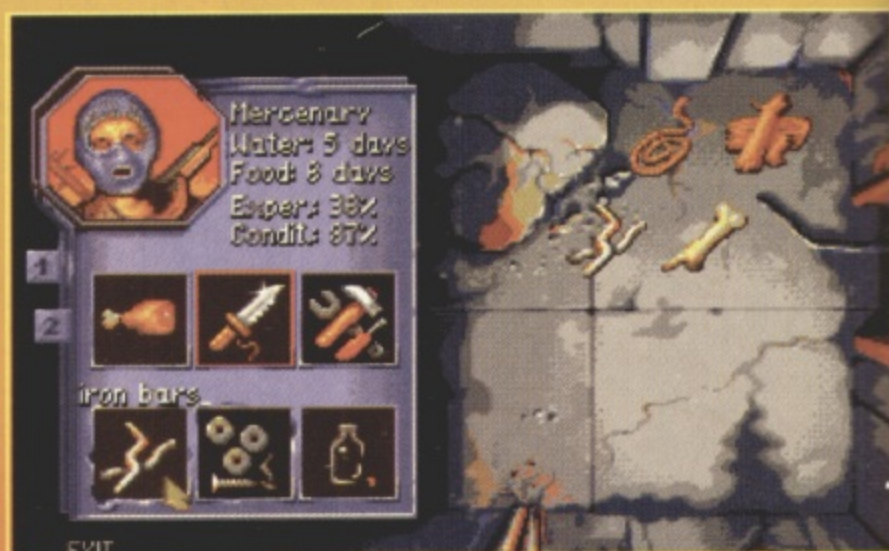 Mercenary
Water: 5 days
Food: 8 days
Exper: 38%
Condit: 87%
1
2
iron bars
EXIT